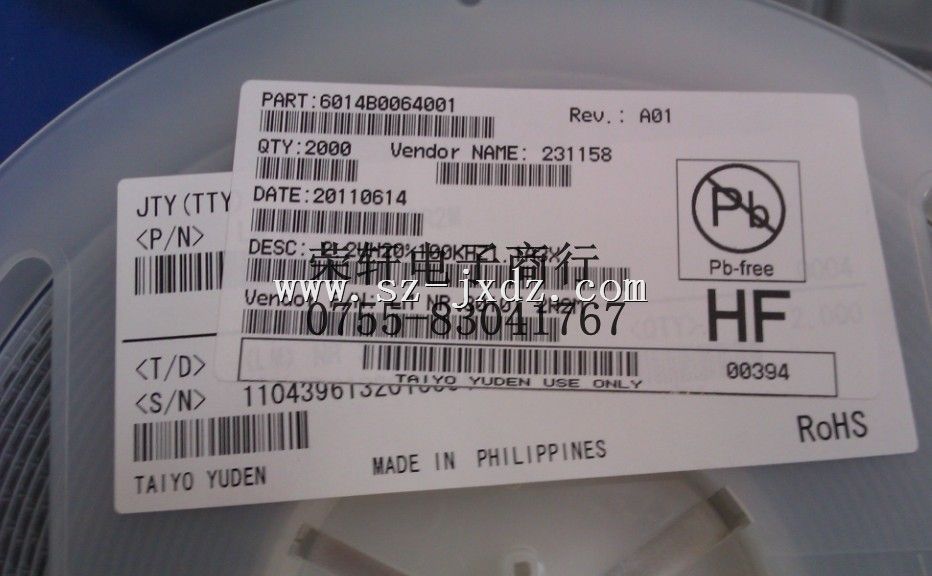 PART:6014B0064001
Rev.: A01
QTY:2000 Vendor NAME: 231158
DATE:20110614
DESC:
荣轩电子商行
www.sz-jxdz.com
Vendor
0755-83041767
Pb
Pb-free
HF
00394
TAIYO YUDEN USE ONLY
JTY(TTY
<P/N>
<T/D>
<S/N>
RoHS
TAIYO YUDEN MADE IN PHILIPPINES